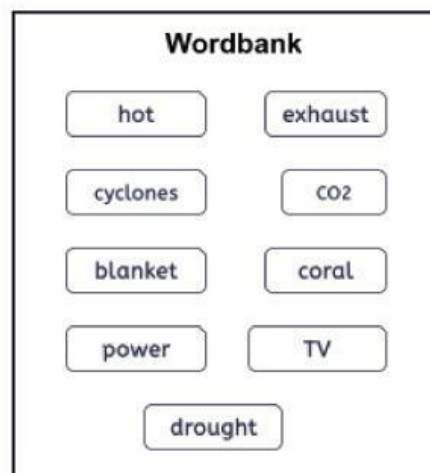 Wordbank
hot exhaust
cyclones CO2
blanket coral
power TV
drought